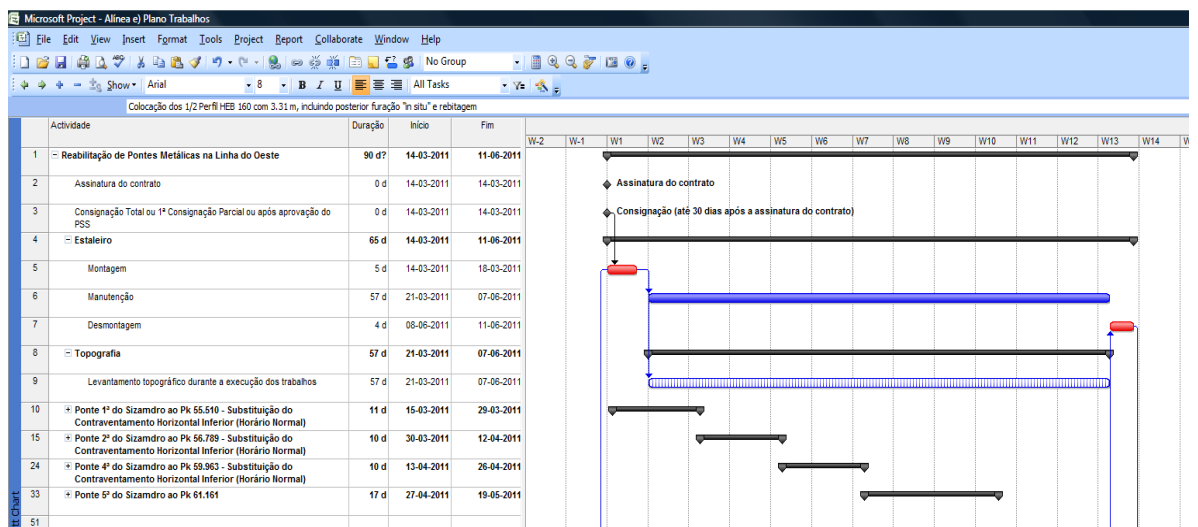 Microsoft Project - Alínea e) Plano Trabalhos
File Edit View Insert Format Tools Project Report Collaborate Window Help
No Group
Show Arial 8 B I U All Tasks
Colocação dos 1/2 Perfil HEB 160 com 3.31 m, incluindo posterior furação "in situ" e rebitagem
Actividade Duração Início Fim
W-2 W-1 W1 W2 W3 W4 W5 W6 W7 W8 W9 W10 W11 W12 W13 W14
1 Reabilitação de Pontes Metálicas na Linha do Oeste 90 d? 14-03-2011 11-06-2011
2 Assinatura do contrato 0 d 14-03-2011 14-03-2011 Assinatura do contrato
3 Consignação Total ou 1ª Consignação Parcial ou após aprovação do 0 d 14-03-2011 14-03-2011 Consignação (até 30 dias após a assinatura do contrato)
PSS
4 Estaleiro 65 d 14-03-2011 11-06-2011
5 Montagem 5 d 14-03-2011 18-03-2011
6 Manutenção 57 d 21-03-2011 07-06-2011
7 Desmontagem 4 d 08-06-2011 11-06-2011
8 Topografia 57 d 21-03-2011 07-06-2011
9 Levantamento topográfico durante a execução dos trabalhos 57 d 21-03-2011 07-06-2011
10 Ponte 1ª do Sizamdro ao Pk 55.510 - Substituição do 11 d 15-03-2011 29-03-2011
Contraventamento Horizontal Inferior (Horário Normal)
15 Ponte 2ª do Sizamdro ao Pk 56.789 - Substituição do 10 d 30-03-2011 12-04-2011
Contraventamento Horizontal Inferior (Horário Normal)
24 Ponte 4ª do Sizamdro ao Pk 59.963 - Substituição do 10 d 13-04-2011 26-04-2011
Contraventamento Horizontal Inferior (Horário Normal)
33 Ponte 5ª do Sizamdro ao Pk 61.161 17 d 27-04-2011 19-05-2011
51
tt Chart